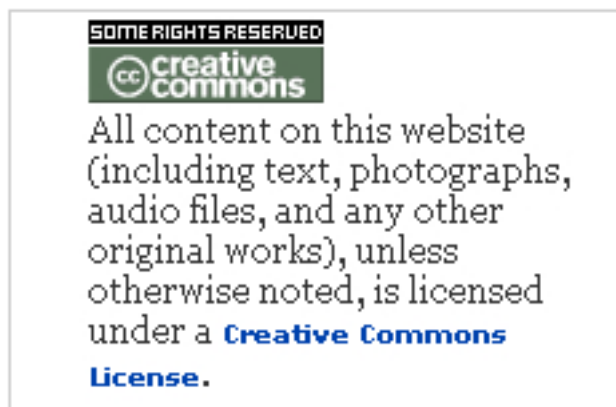 SOME RIGHTS RESERVED
cc creative
commons
All content on this website
(including text, photographs,
audio files, and any other
original works), unless
otherwise noted, is licensed
under a Creative Commons
License.